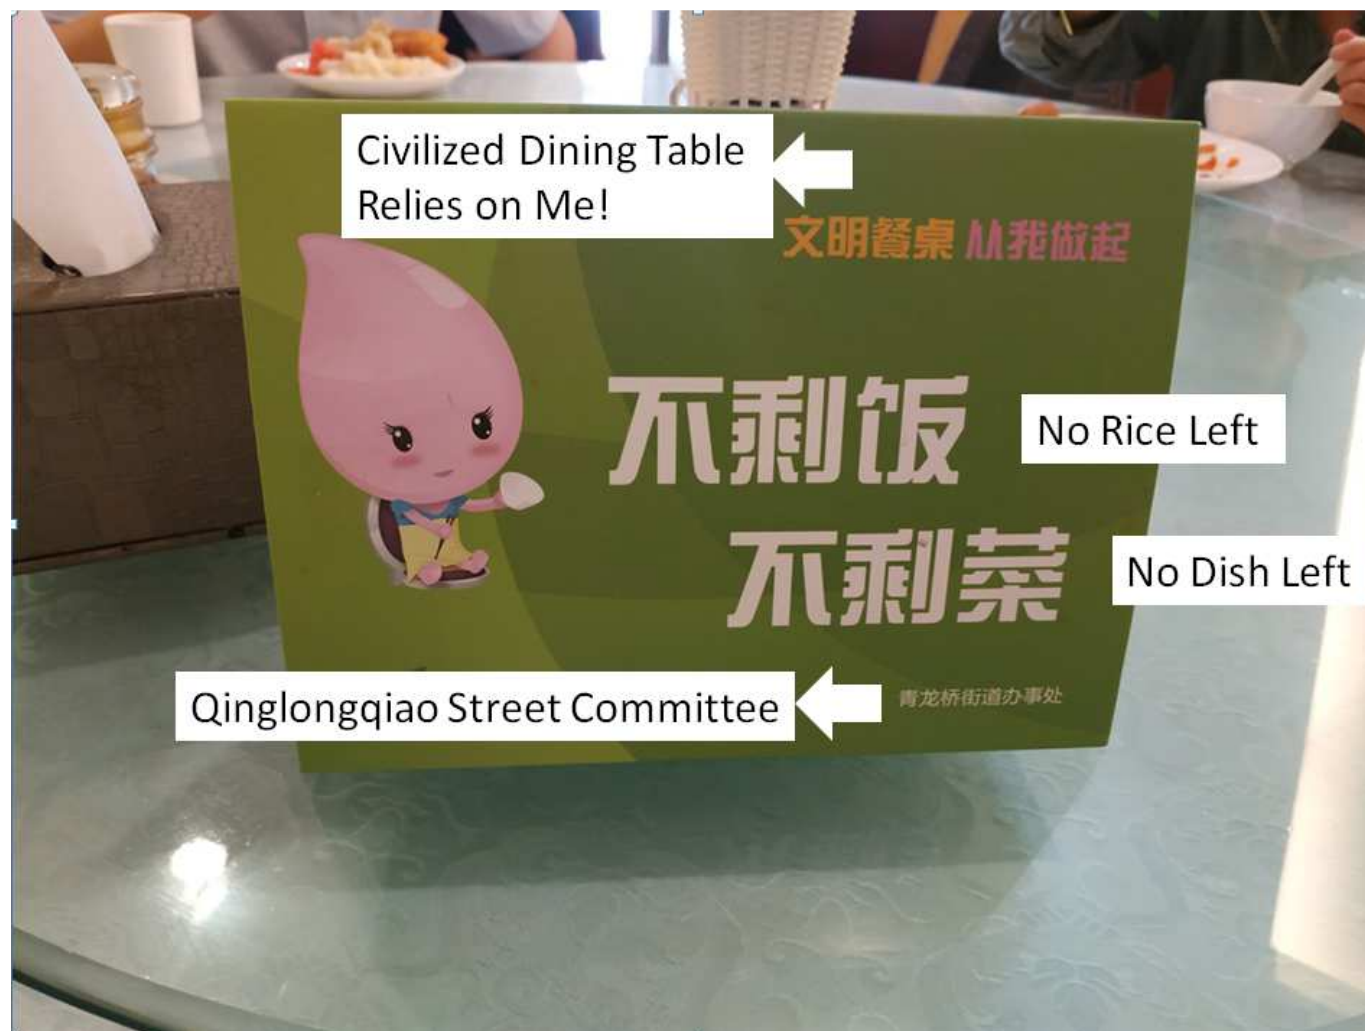 Civilized Dining Table
Relies on Me!
文明餐桌 从我做起
不剩饭
No Rice Left
不剩菜
No Dish Left
Qinglongqiao Street Committee
青龙桥街道办事处